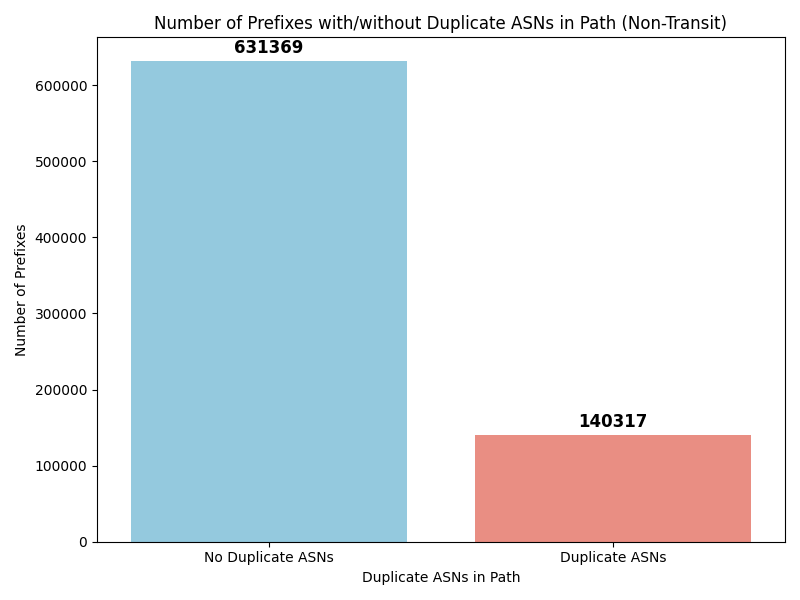 Number of Prefixes with/without Duplicate ASNs in Path (Non-Transit)
631369
140317
600000
500000
400000
300000
200000
100000
0
Number of Prefixes
No Duplicate ASNs
Duplicate ASNs
Duplicate ASNs in Path